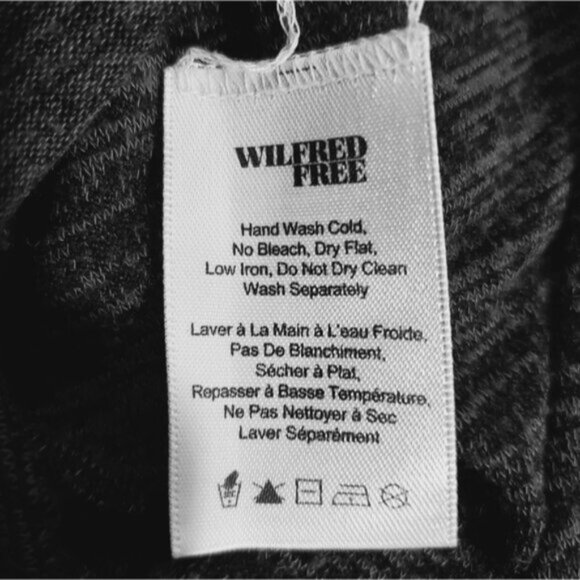 WILFRED
FREE
Hand Wash Cold,
No Bleach, Dry Flat,
Low Iron, Do Not Dry Clean
Wash Separately
Laver à La Main à L'eau Froide,
Pas De Blanchiment,
Sécher à Plat,
Repasser à Basse Température,
Ne Pas Nettoyer à Sec
Laver Séparément